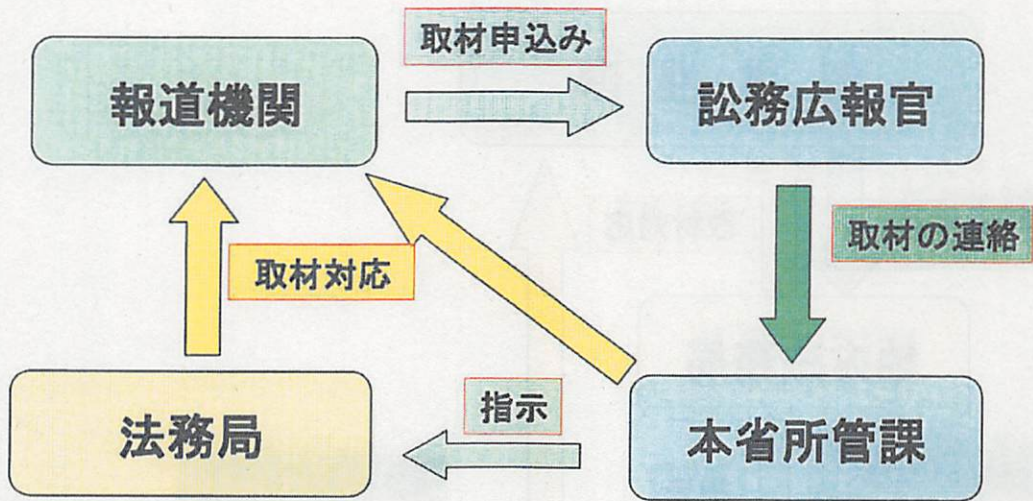 取材申込み
報道機関
訟務広報官
取材の連絡
取材対応
法務局
指示
本省所管課